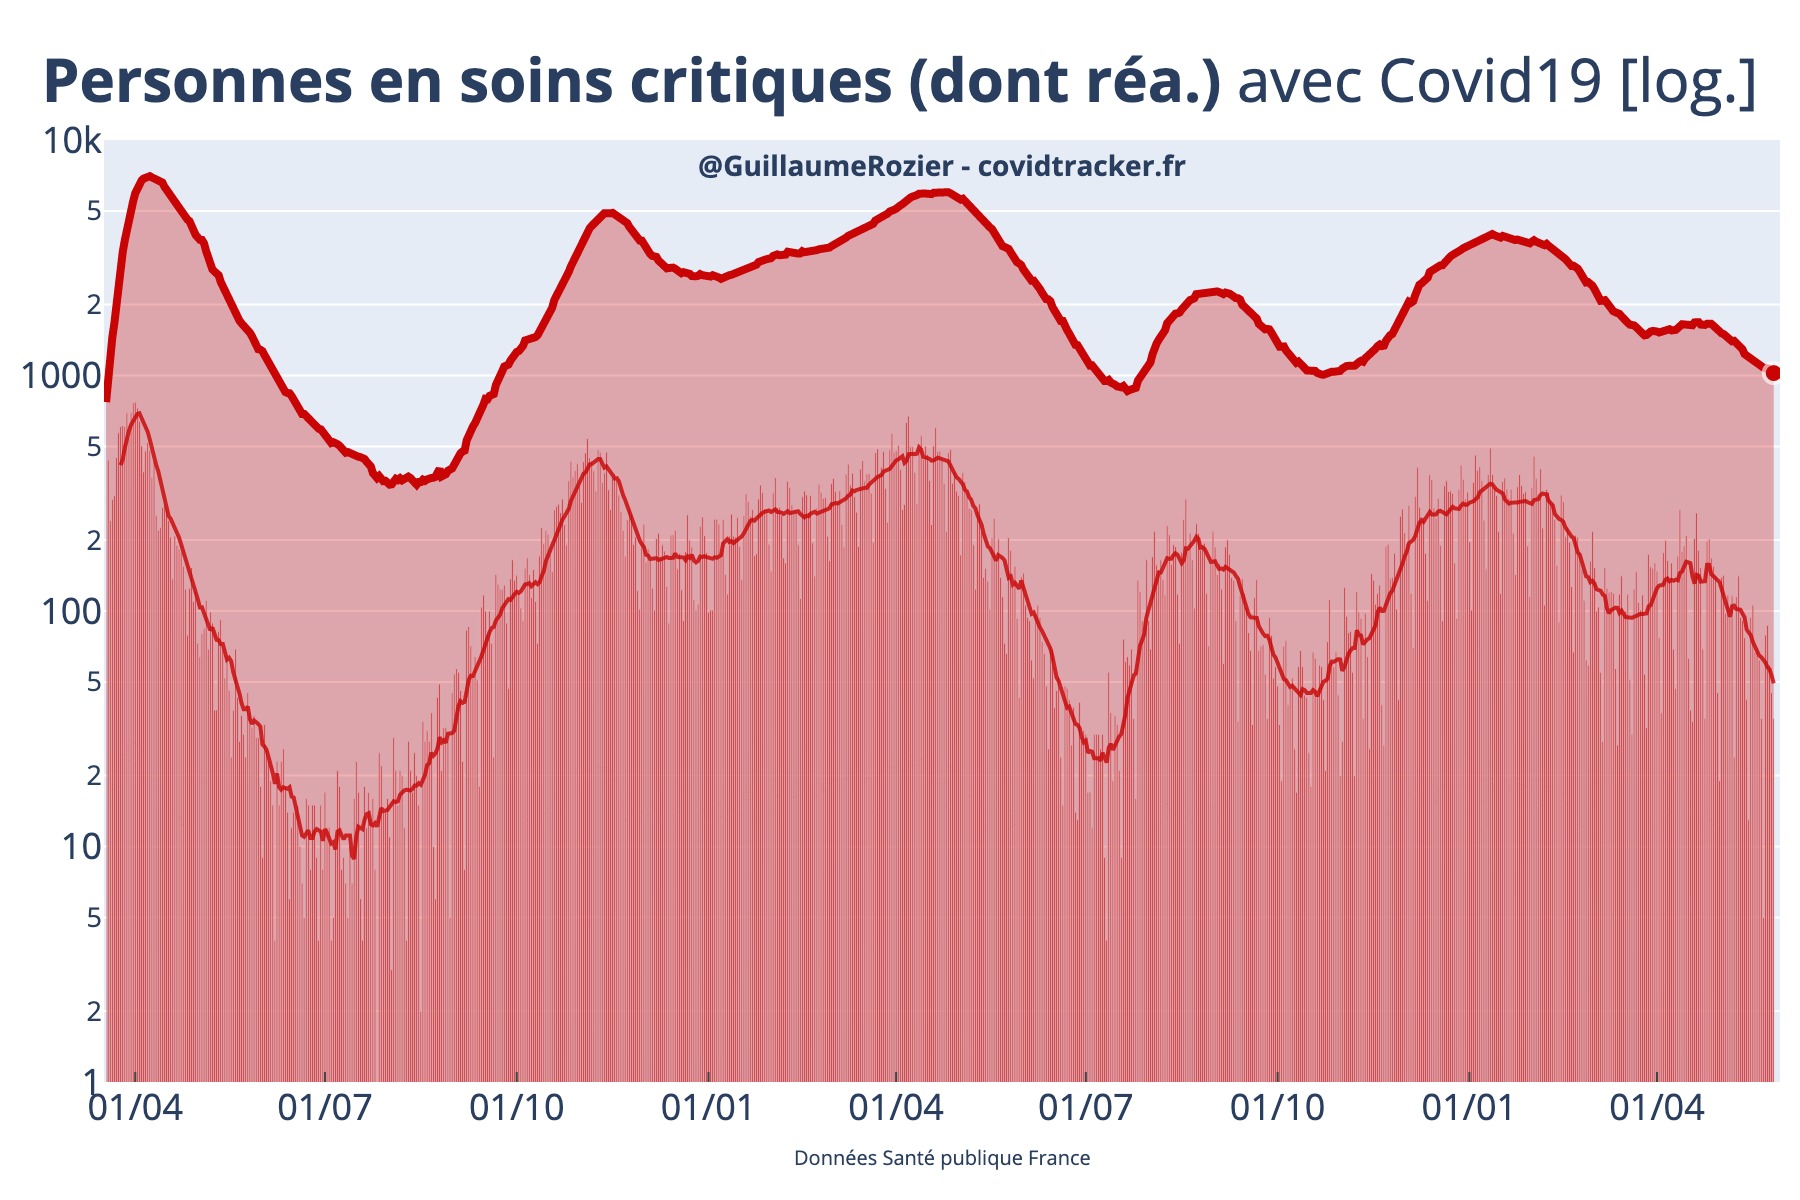 Personnes en soins critiques (dont réa.) avec Covid19 [log.]
@GuillaumeRozier - covidtracker.fr
10k
5
2
1000
5
2
100
5
2
10
5
2
1
01/04 01/07 01/10 01/01 01/04 01/07 01/10 01/01 01/04
Données Santé publique France